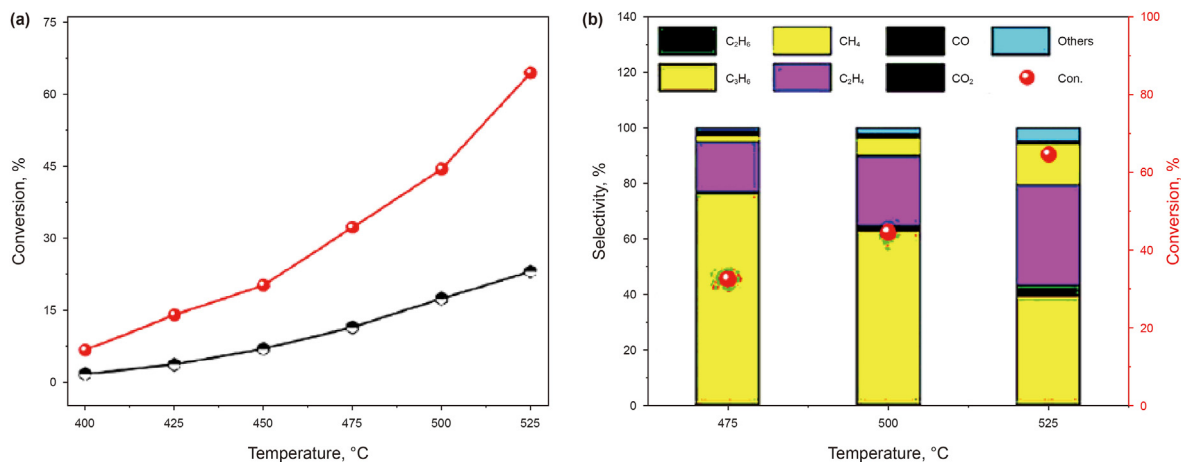 (a)
75
60
45
30
15
0
Conversion, %
400 425 450 475 500 525
Temperature, °C
(b)
140
120
100
80
60
40
20
0
Selectivity, %
C₂H₆ CH₄ CO Others
C₃H₆ C₂H₄ CO₂ Con.
475 500 525
Temperature, °C
100
80
60
40
20
0
Conversion, %